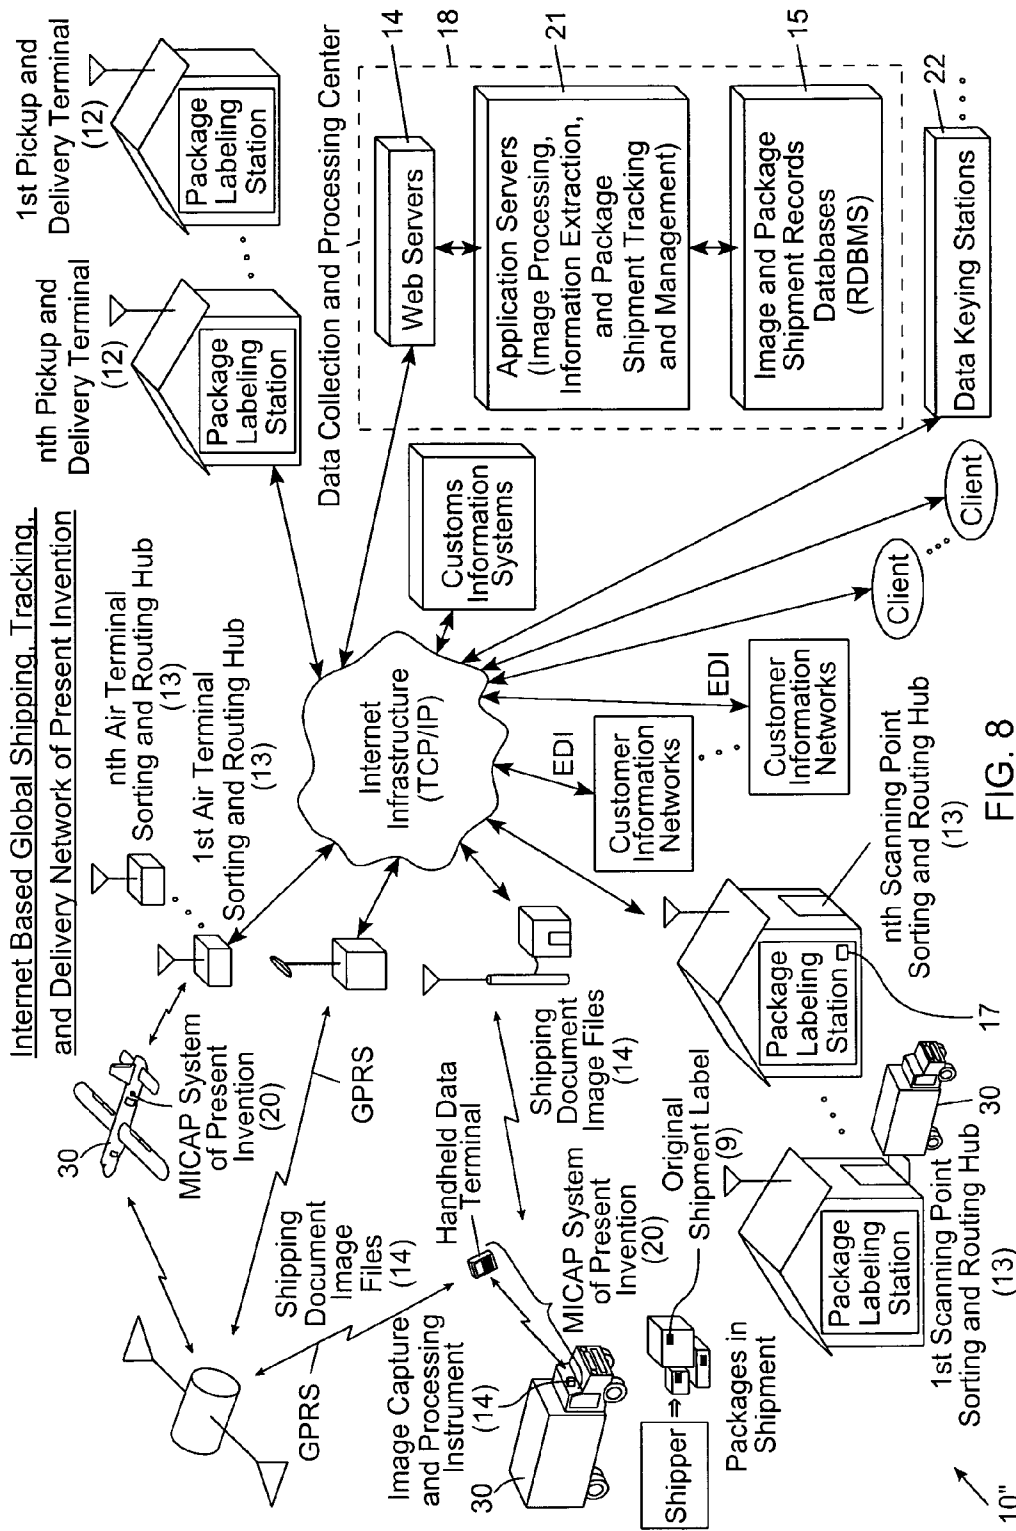 Internet Based Global Shipping, Tracking,
and Delivery Network of Present Invention
1st Pickup and
Delivery Terminal
(12)
Package
Labeling
Station
nth Pickup and
Delivery Terminal
(12)
Package
Labeling
Station
nth Air Terminal
Sorting and Routing Hub
(13)
1st Air Terminal
Sorting and Routing Hub
(13)
30
MICAP System
of Present
Invention
(20)
GPRS
Shipping
Document
Image
Files
(14)
GPRS
Handheld Data
Terminal
Image Capture
and Processing
Instrument
(14)
30
MICAP System
of Present
Invention
(20)
Shipping
Document
Image Files
(14)
Internet
Infrastructure
(TCP/IP)
Data Collection and Processing Center
Web Servers
14
18
Application Servers
(Image Processing,
Information Extraction,
and Package
Shipment Tracking
and Management)
21
Image and Package
Shipment Records
Databases
(RDBMS)
15
Data Keying Stations
22
Customs
Information
Systems
Client
Client
EDI
EDI
Customer
Information
Networks
Customer
Information
Networks
Shipper
Packages in
Shipment
Original
Shipment Label
(9)
Package
Labeling
Station
1st Scanning Point
Sorting and Routing Hub
(13)
30
Package
Labeling
Station
17
nth Scanning Point
Sorting and Routing Hub
(13)
10"
FIG. 8